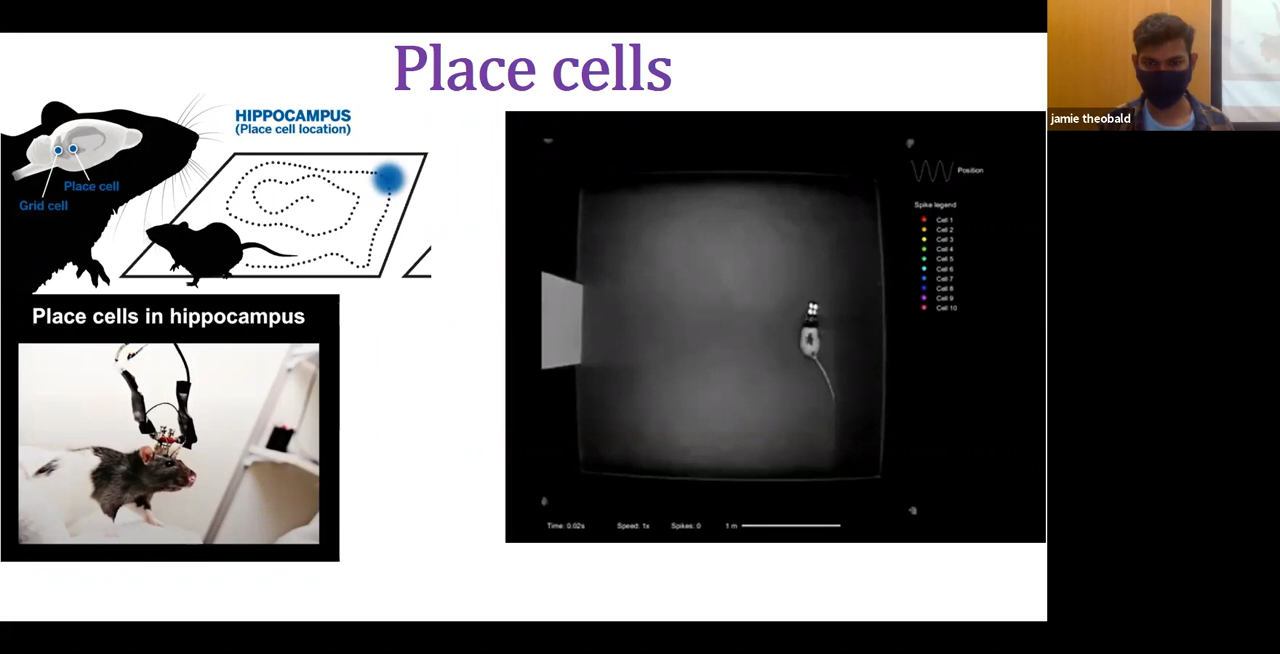 Place cells
HIPPOCAMPUS
(Place cell location)
Place cell
Grid cell
Place cells in hippocampus
Position
Spike legend
Cell 1
Cell 2
Cell 3
Cell 4
Cell 5
Cell 6
Cell 7
Cell 8
Cell 9
Cell 10
Time: 0.02s Speed: 1x Spikes: 0 1 m
jamie theobald